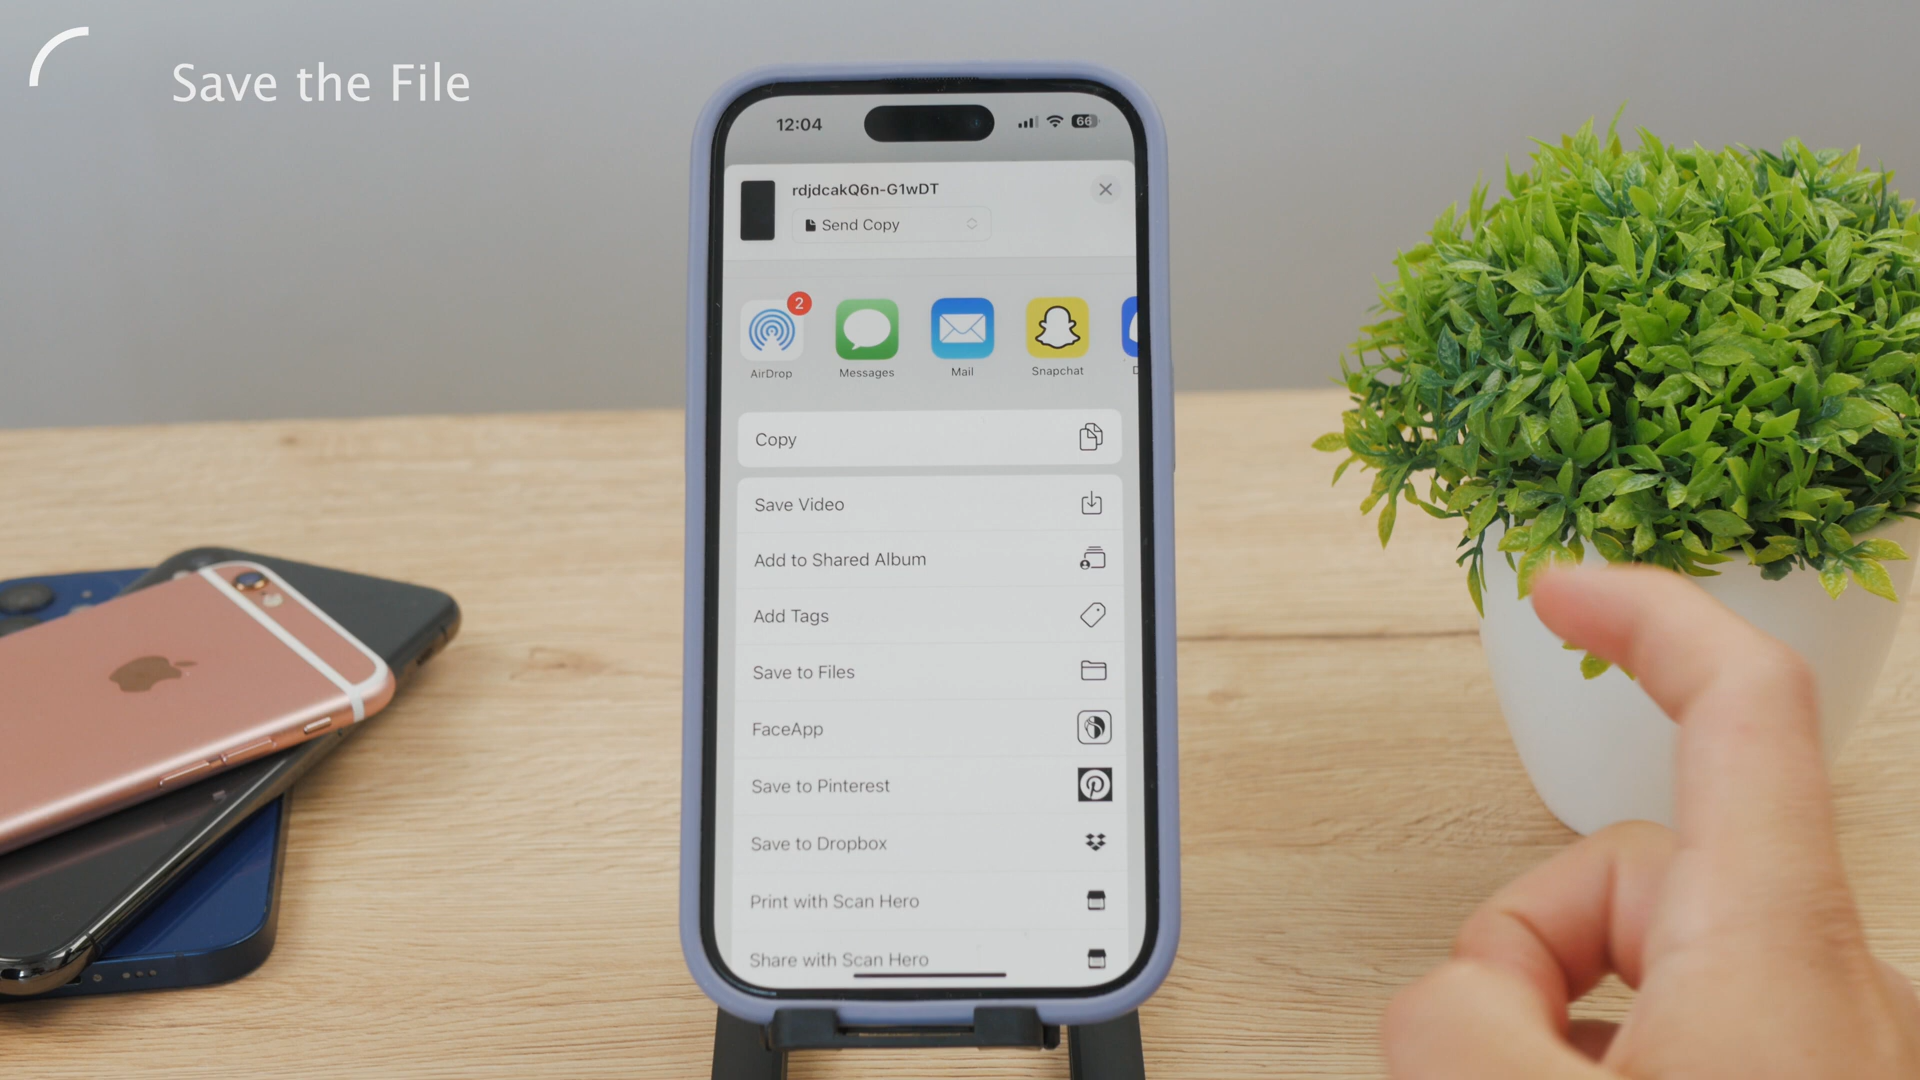 Save the File
12:04
66
rdjdcakQ6n-G1wDT
Send Copy
2
AirDrop
Messages
Mail
Snapchat
Copy
Save Video
Add to Shared Album
Add Tags
Save to Files
FaceApp
Save to Pinterest
Save to Dropbox
Print with Scan Hero
Share with Scan Hero